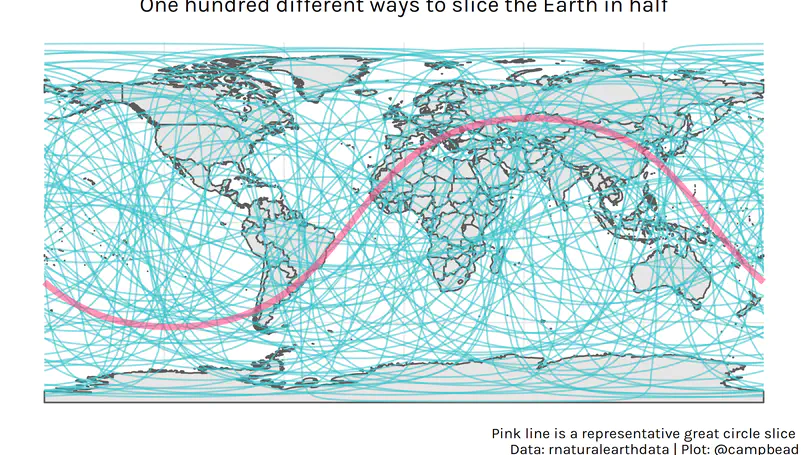 One hundred different ways to slice the Earth in half
Pink line is a representative great circle slice
Data: rnaturalearthdata | Plot: @campbead